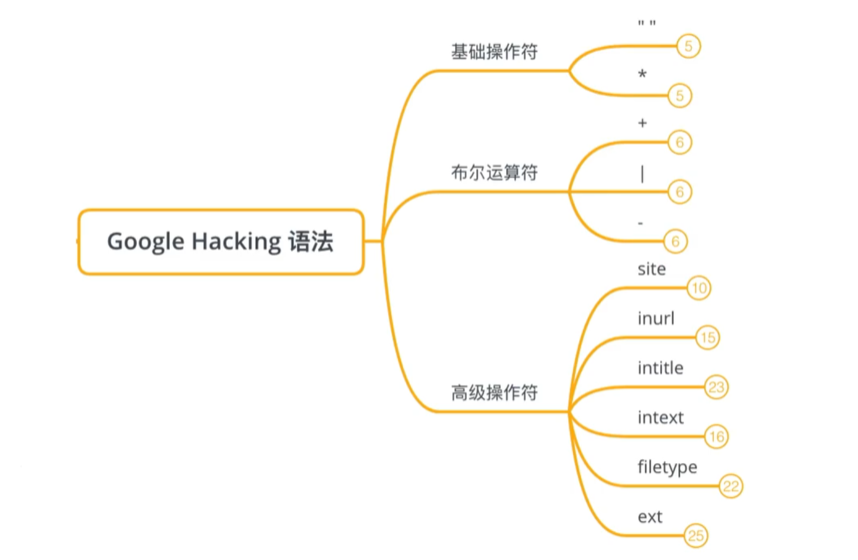 Google Hacking 语法
基础操作符
" "
5
*
5
布尔运算符
+
6
|
6
-
6
高级操作符
site
10
inurl
15
intitle
23
intext
16
filetype
22
ext
25